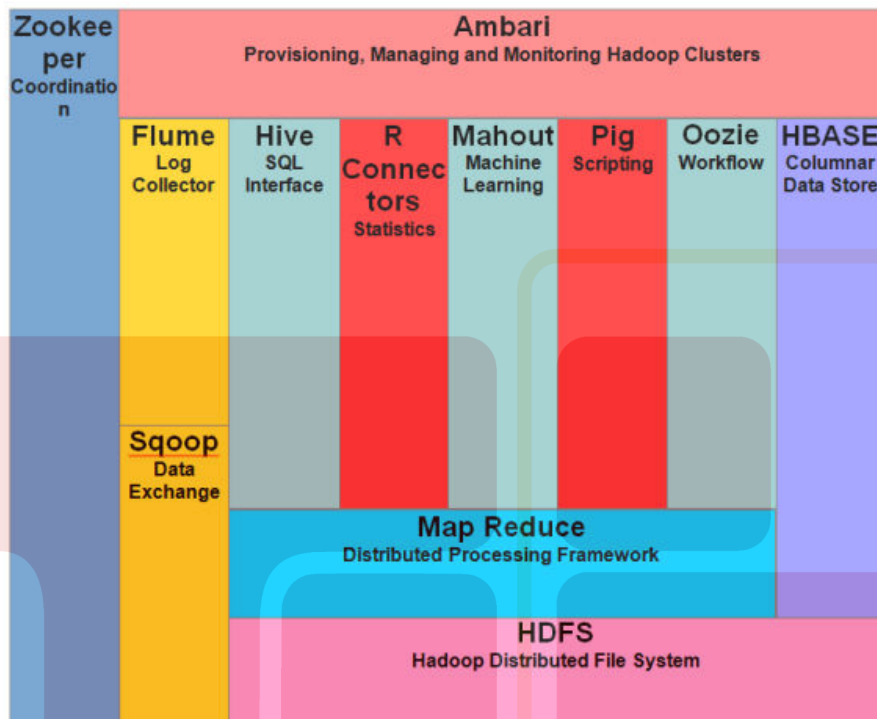 Zookee
per
Coordinatio
n
Ambari
Provisioning, Managing and Monitoring Hadoop Clusters
Flume
Log
Collector
Hive
SQL
Interface
R
Connec
tors
Statistics
Mahout
Machine
Learning
Pig
Scripting
Oozie
Workflow
HBASE
Columnar
Data Store
Sqoop
Data
Exchange
Map Reduce
Distributed Processing Framework
HDFS
Hadoop Distributed File System